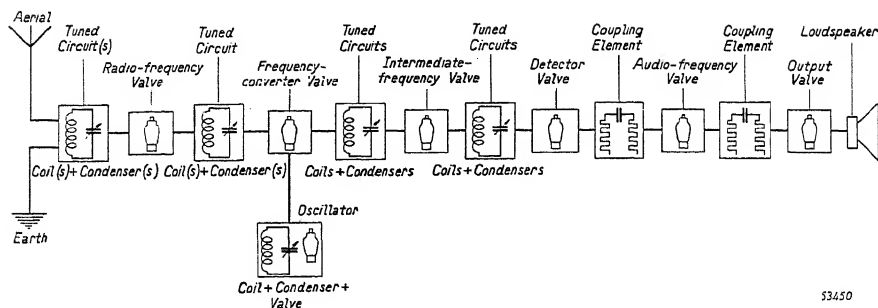 Aerial
Tuned
Circuit(s)
Radio-frequency
Valve
Tuned
Circuit
Frequency-
converter Valve
Tuned
Circuits
Intermediate-
frequency Valve
Tuned
Circuits
Detector
Valve
Coupling
Element
Audio-frequency
Valve
Coupling
Element
Output
Valve
Loudspeaker
Coil(s)+Condenser(s)
Coil(s)+Condenser(s)
Coils+Condensers
Coils+Condensers
Earth
Oscillator
Coil+Condenser+
Valve
53450